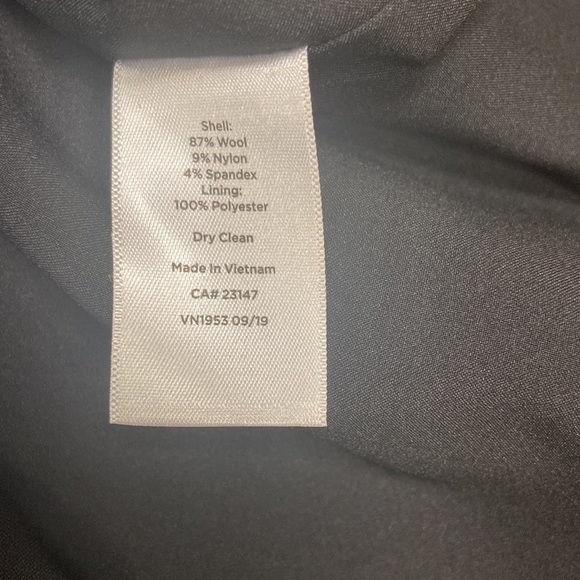 Shell:
87% Wool
9% Nylon
4% Spandex
Lining:
100% Polyester
Dry Clean
Made In Vietnam
CA# 23147
VN1953 09/19